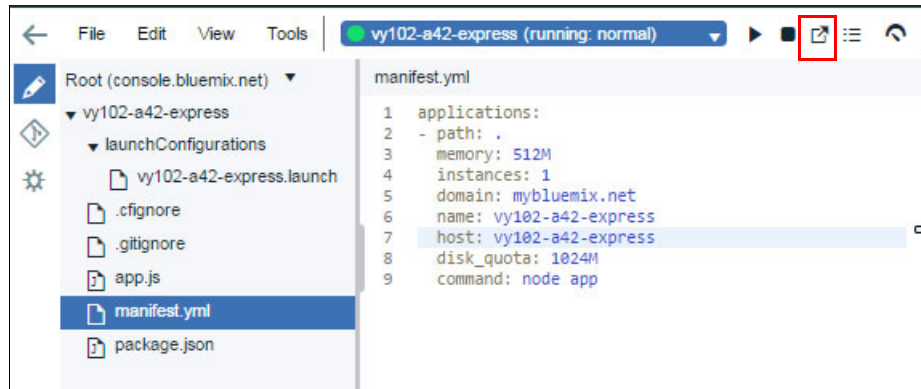 File Edit View Tools vy102-a42-express (running: normal)
Root (console.bluemix.net)
vy102-a42-express
launchConfigurations
vy102-a42-express.launch
.cfignore
.gitignore
app.js
manifest.yml
package.json
manifest.yml
1 applications:
2 - path: .
3 memory: 512M
4 instances: 1
5 domain: mybluemix.net
6 name: vy102-a42-express
7 host: vy102-a42-express
8 disk_quota: 1024M
9 command: node app